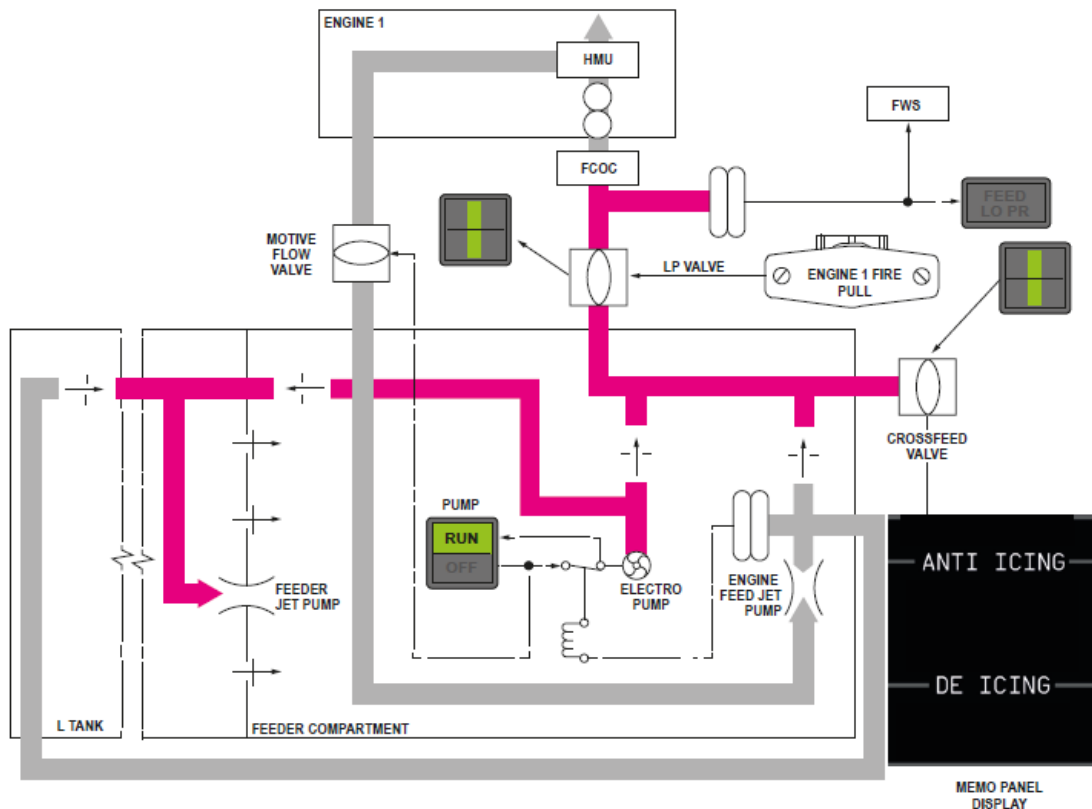 ENGINE 1
HMU
FCOC
FWS
FEED
LO PR
MOTIVE
FLOW
VALVE
LP VALVE
ENGINE 1 FIRE
PULL
CROSSFEED
VALVE
PUMP
RUN
OFF
FEEDER
JET PUMP
ELECTRO
PUMP
ENGINE
FEED JET
PUMP
ANTI ICING
DE ICING
L TANK
FEEDER COMPARTMENT
MEMO PANEL
DISPLAY